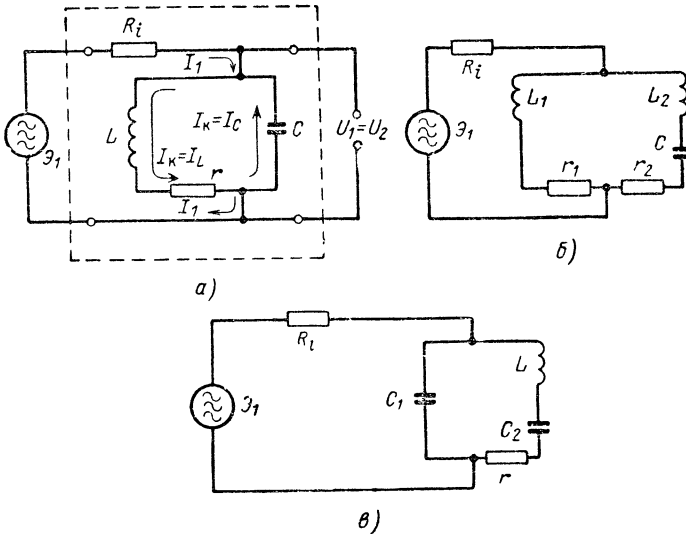 R_i
I_1
L
I_к=I_C
C
U_1=U_2
Э_1
I_к=I_L
r
I_1
а)
R_i
L_1
L_2
Э_1
C
r_1
r_2
б)
R_i
L
C_1
Э_1
C_2
r
в)